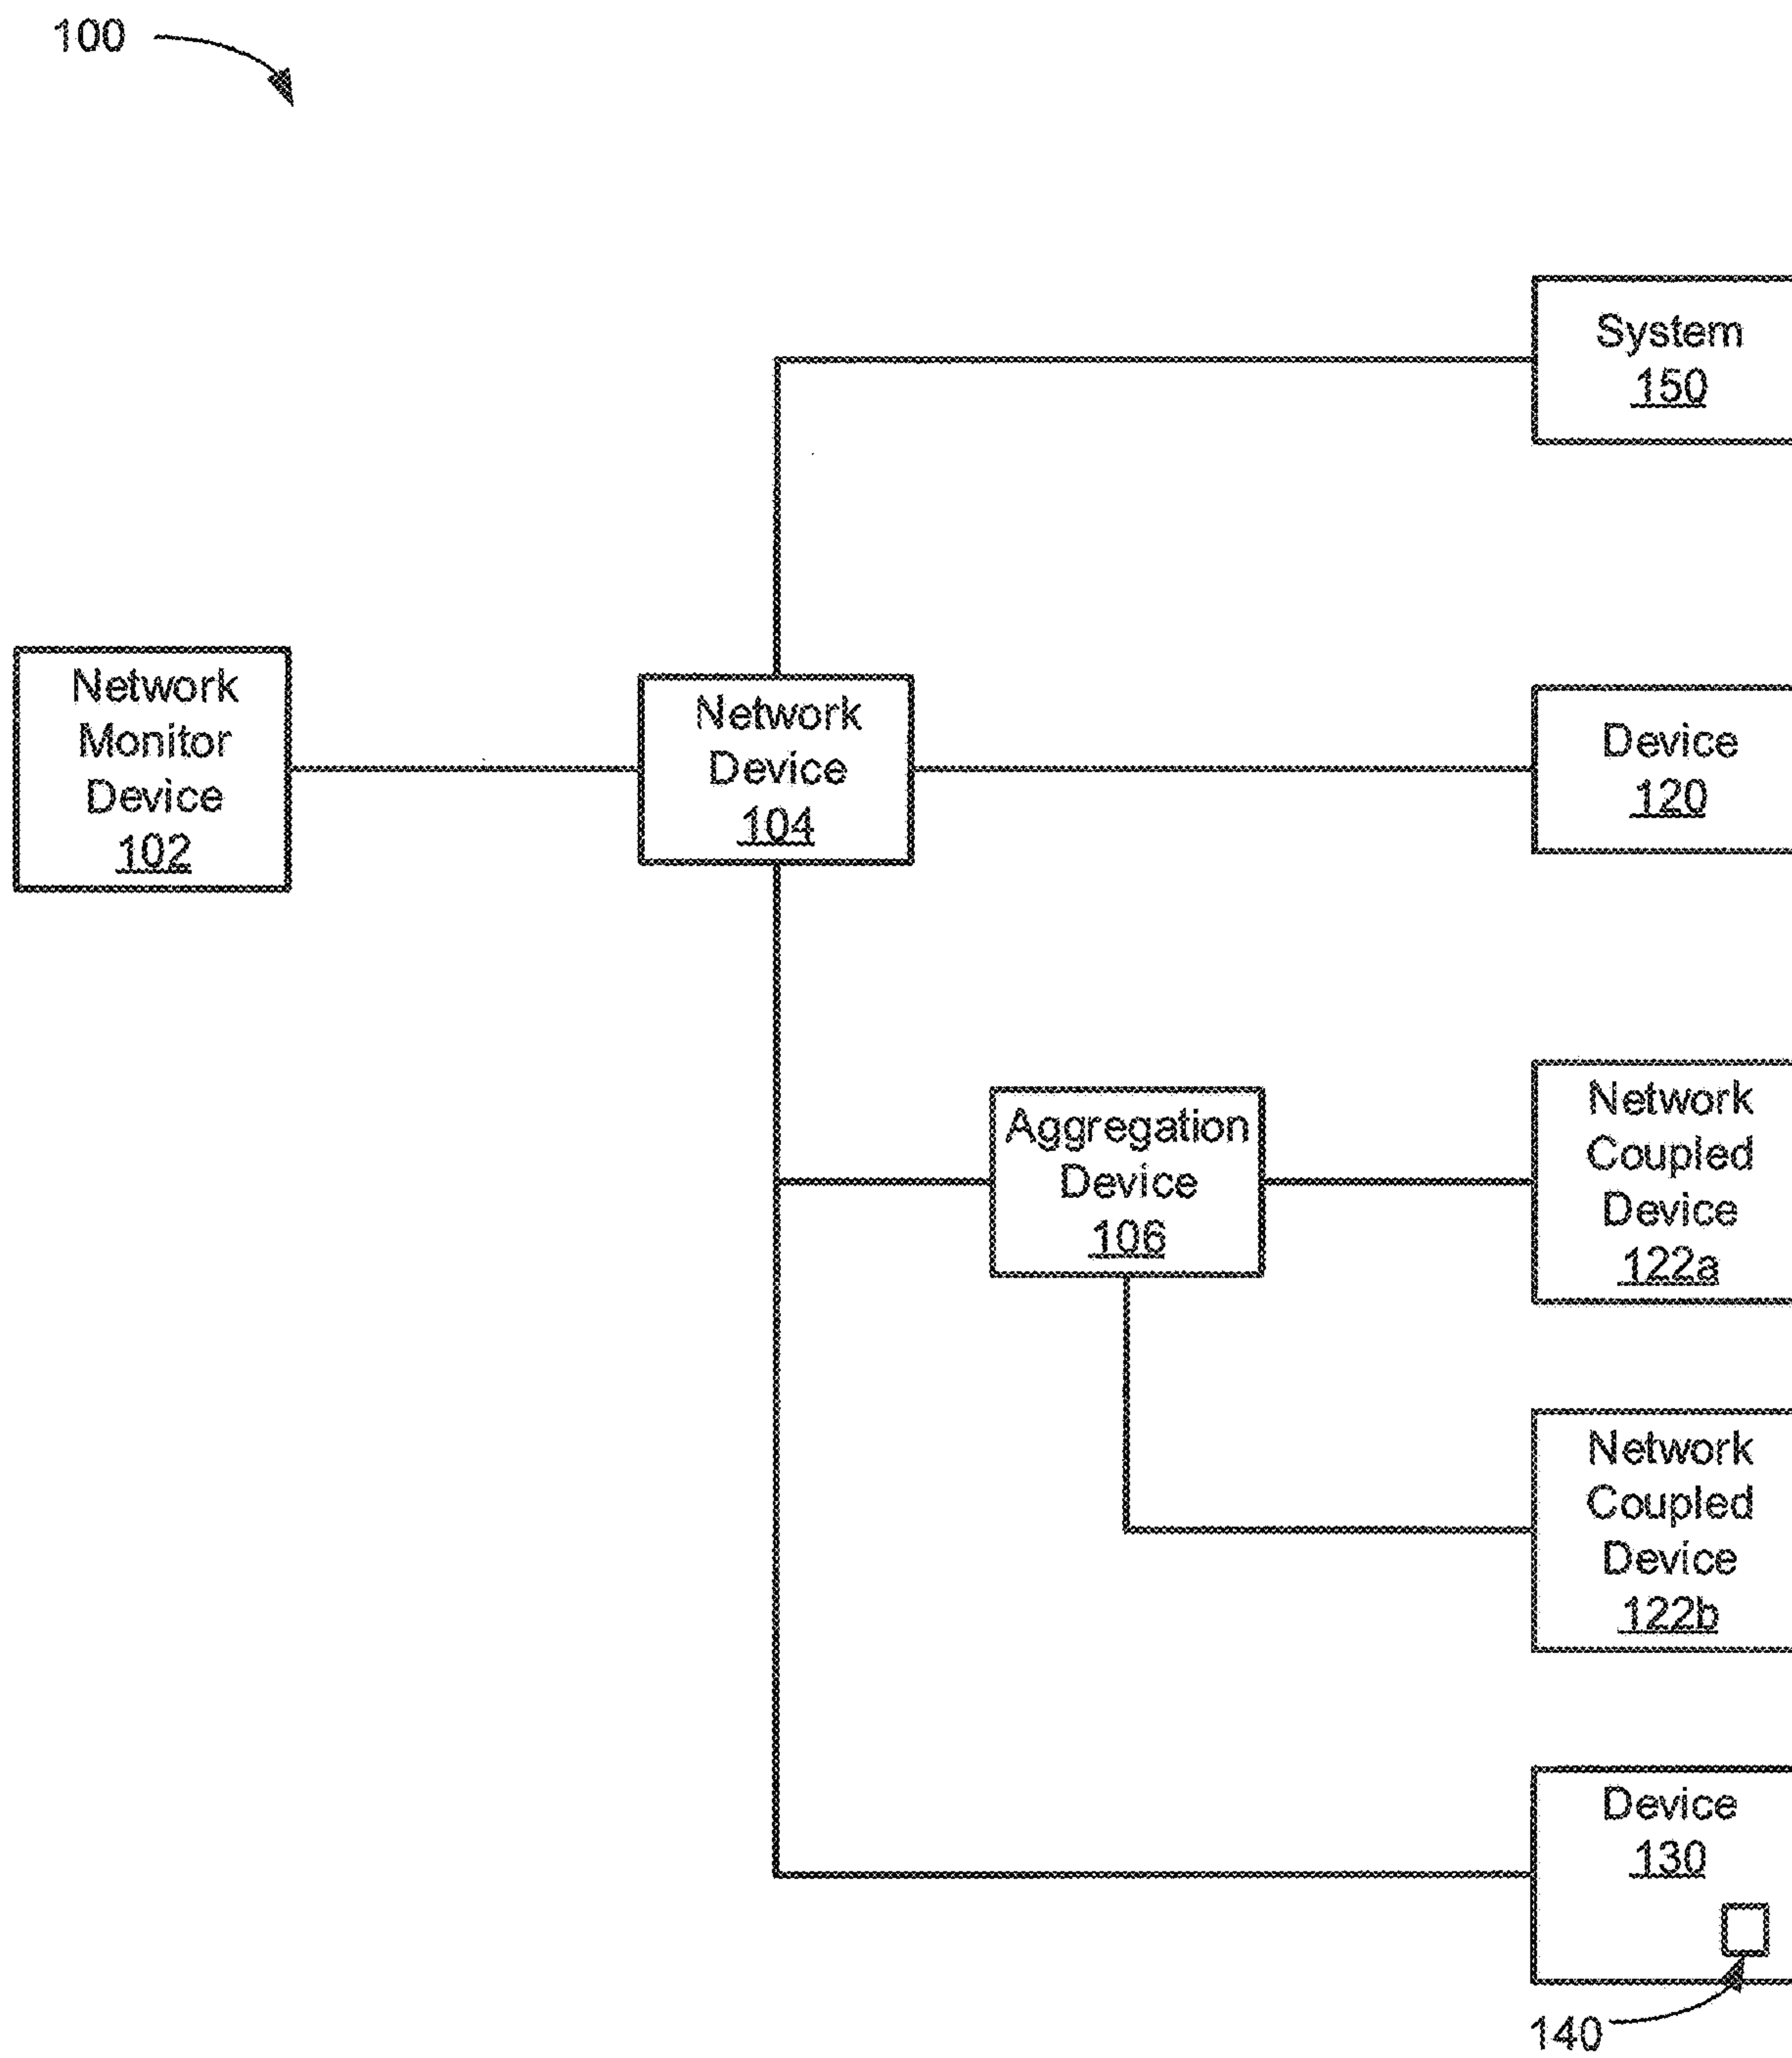 100
System
150
Network
Monitor
Device
102
Network
Device
104
Device
120
Aggregation
Device
106
Network
Coupled
Device
122a
Network
Coupled
Device
122b
Device
130
140